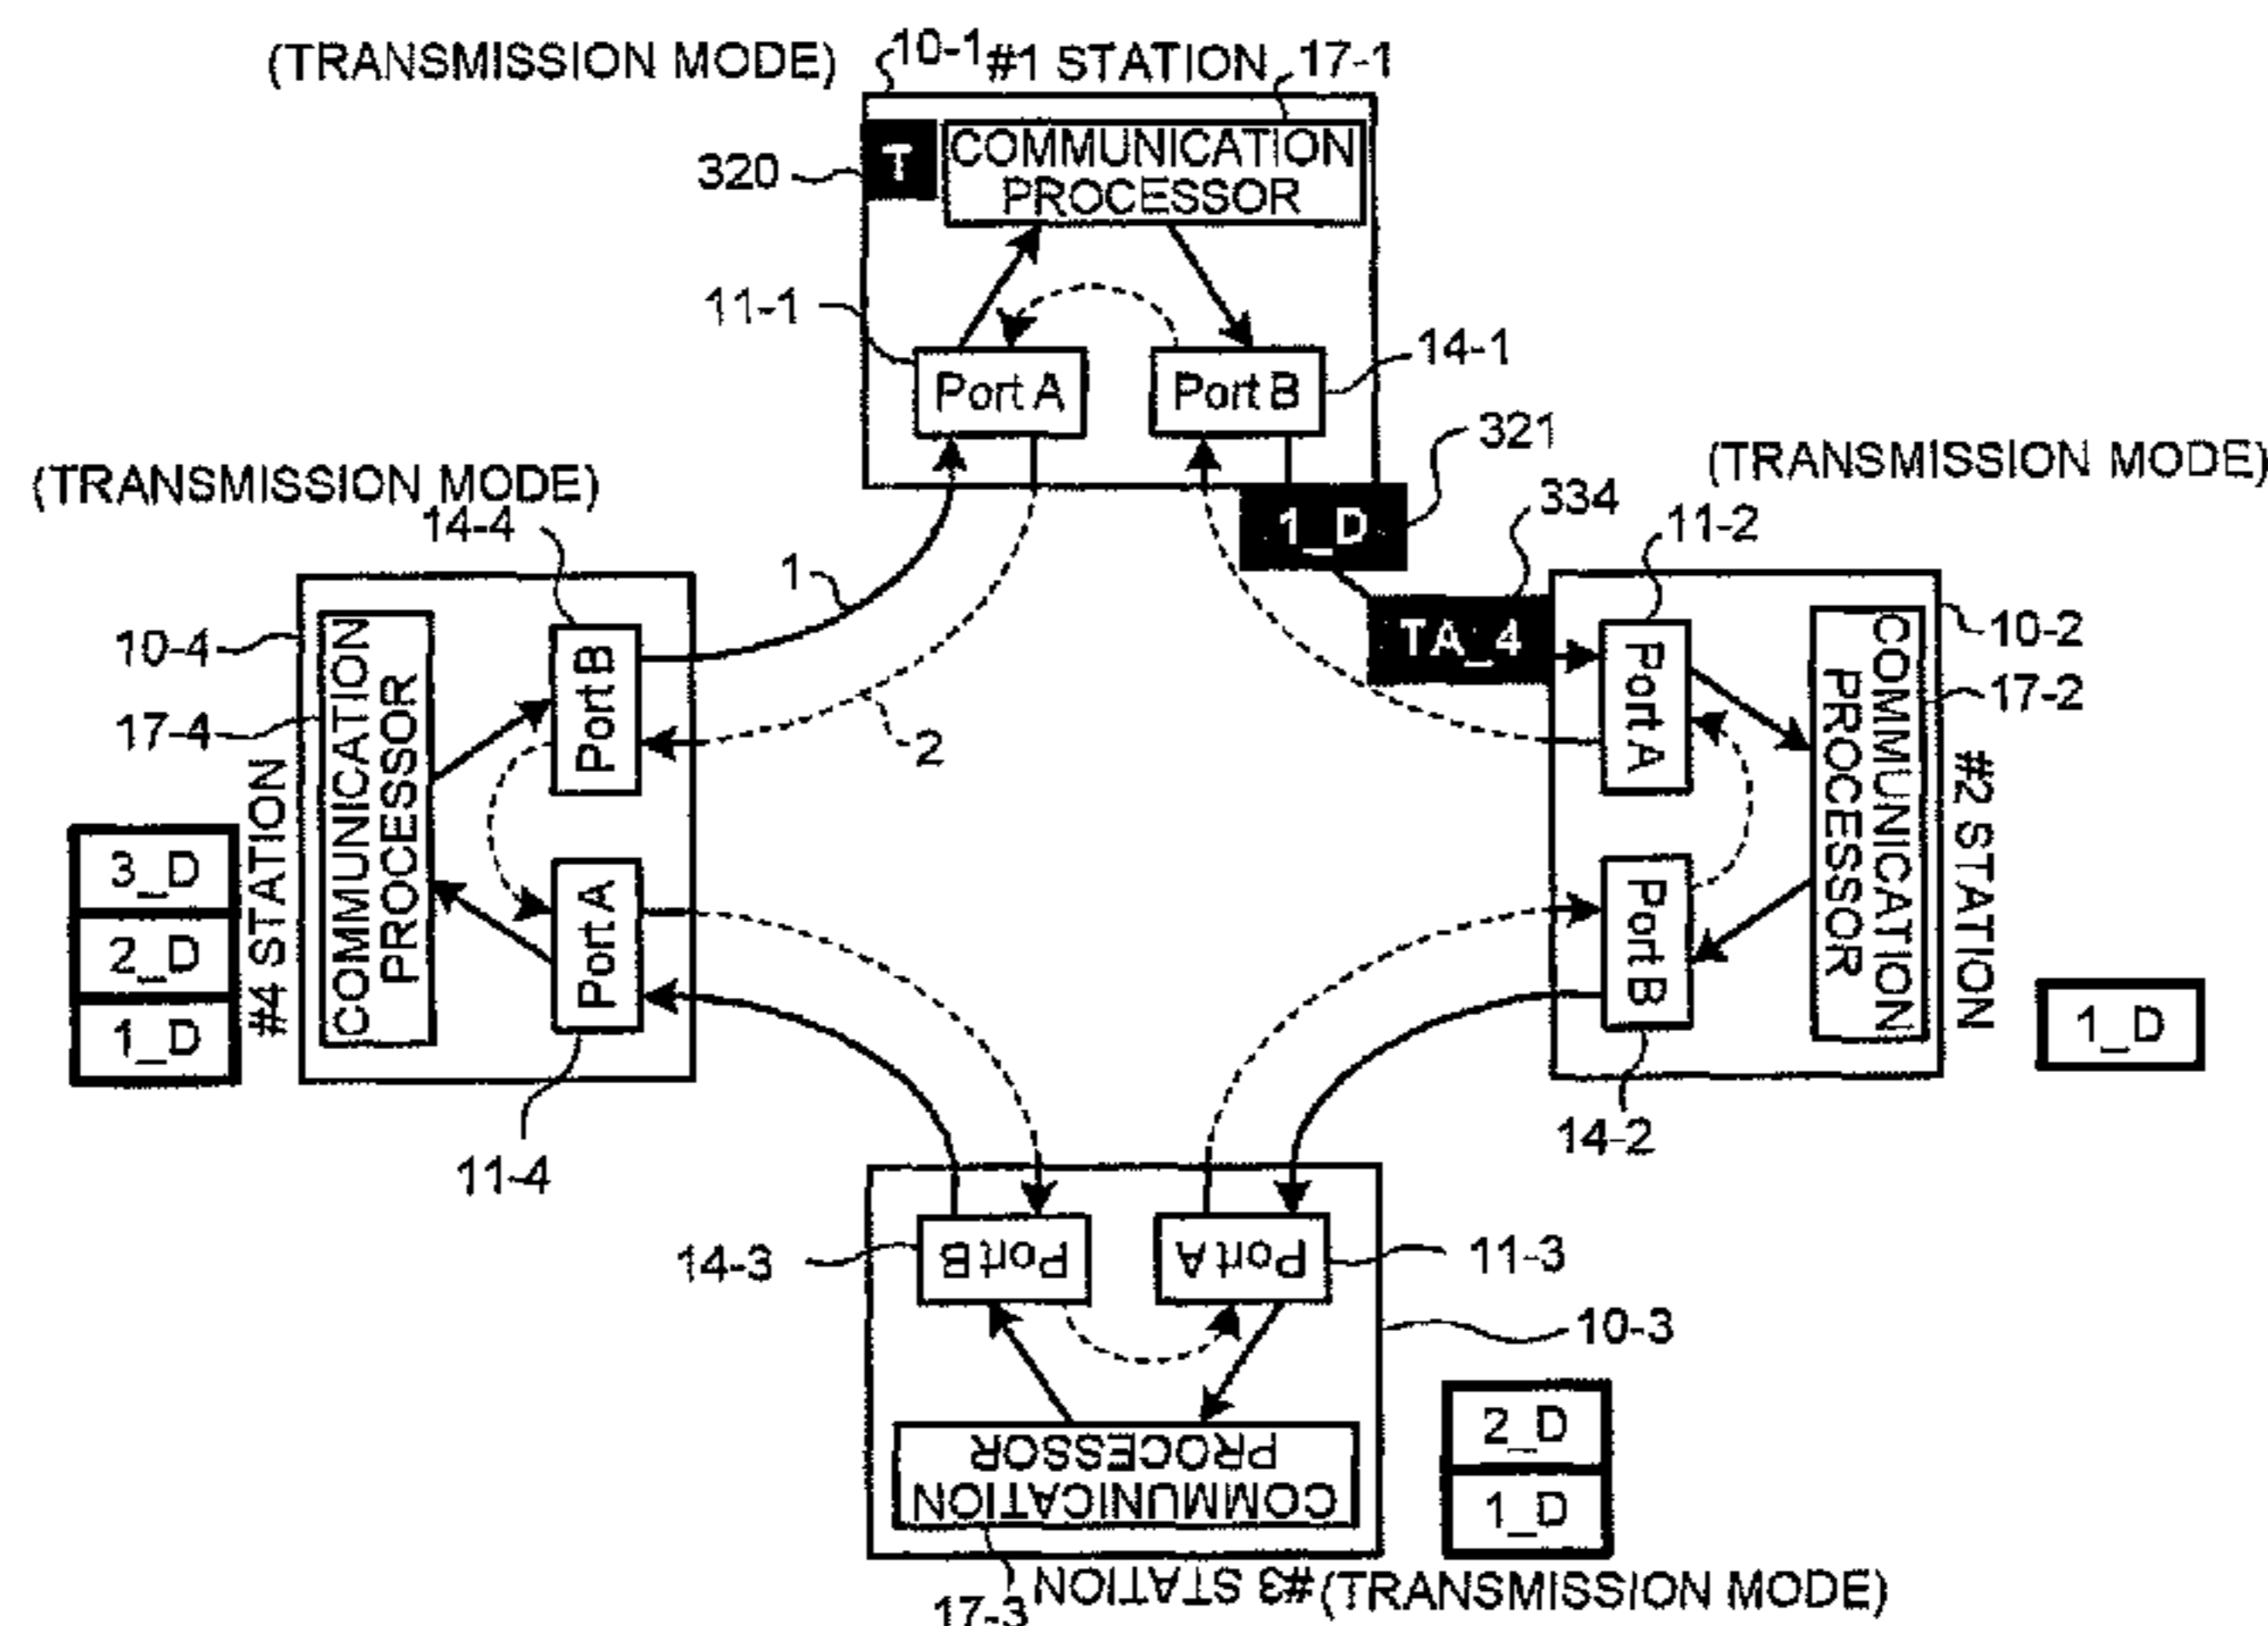 (TRANSMISSION MODE)
10-1
#1 STATION
17-1
320
T
COMMUNICATION
PROCESSOR
11-1
14-1
Port A
Port B
321
(TRANSMISSION MODE)
(TRANSMISSION MODE)
334
14-4
1_D
11-2
1
TA_4
10-4
10-2
COMMUNICATION
PROCESSOR
Port B
Port A
COMMUNICATION
PROCESSOR
17-4
17-2
2
#4 STATION
#2 STATION
3_D
2_D
1_D
Port A
Port B
1_D
11-4
14-2
14-3
Port B
Port A
11-3
10-3
PROCESSOR
COMMUNICATION
2_D
1_D
17-3
#3 STATION
(TRANSMISSION MODE)